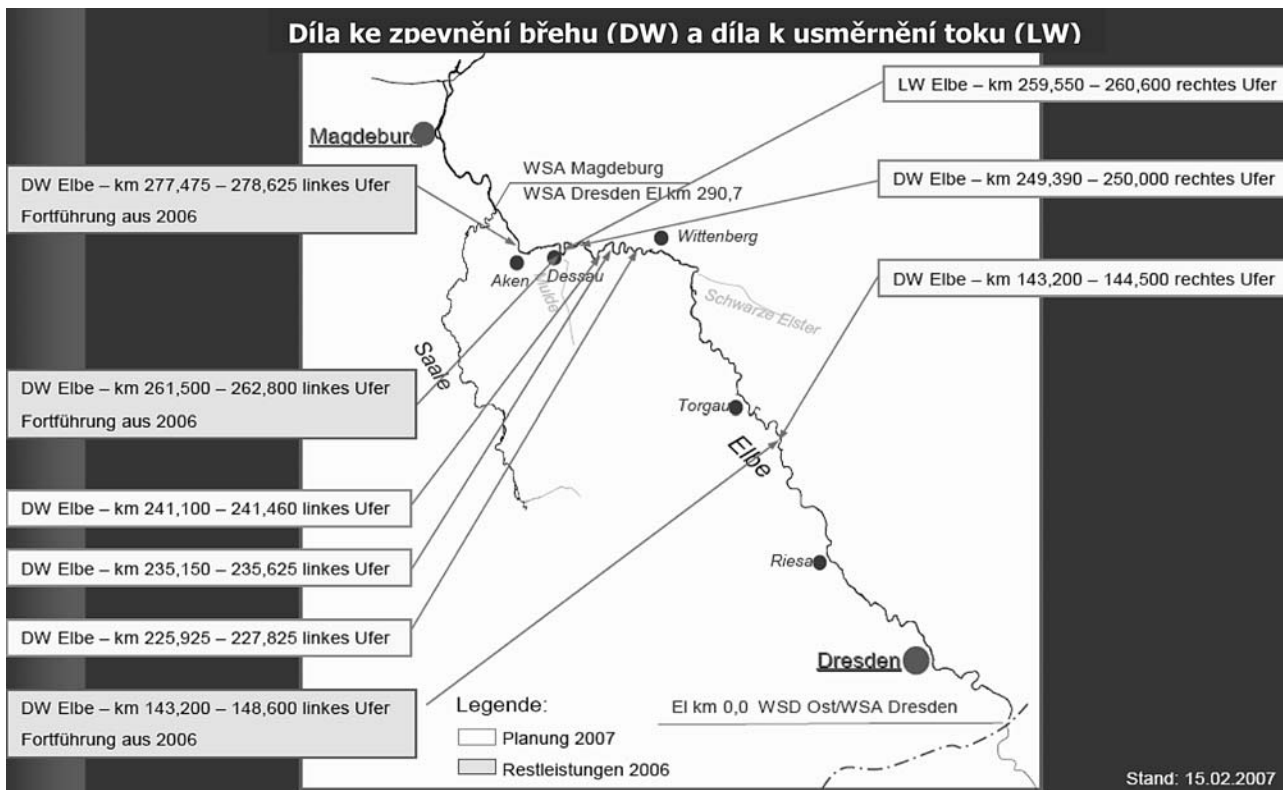 Díla ke zpevnění břehu (DW) a díla k usměrnění toku (LW)
LW Elbe – km 259,550 – 260,600 rechtes Ufer
Magdeburg
WSA Magdeburg
WSA Dresden El km 290,7
DW Elbe – km 277,475 – 278,625 linkes Ufer
Fortführung aus 2006
DW Elbe – km 249,390 – 250,000 rechtes Ufer
Wittenberg
Aken
Dessau
Mulde
DW Elbe – km 143,200 – 144,500 rechtes Ufer
Schwarze Elster
Saale
DW Elbe – km 261,500 – 262,800 linkes Ufer
Fortführung aus 2006
Torgau
Elbe
DW Elbe – km 241,100 – 241,460 linkes Ufer
DW Elbe – km 235,150 – 235,625 linkes Ufer
Riesa
DW Elbe – km 225,925 – 227,825 linkes Ufer
Dresden
DW Elbe – km 143,200 – 148,600 linkes Ufer
Fortführung aus 2006
Legende:
Planung 2007
Restleistungen 2006
El km 0,0 WSD Ost/WSA Dresden
Stand: 15.02.2007